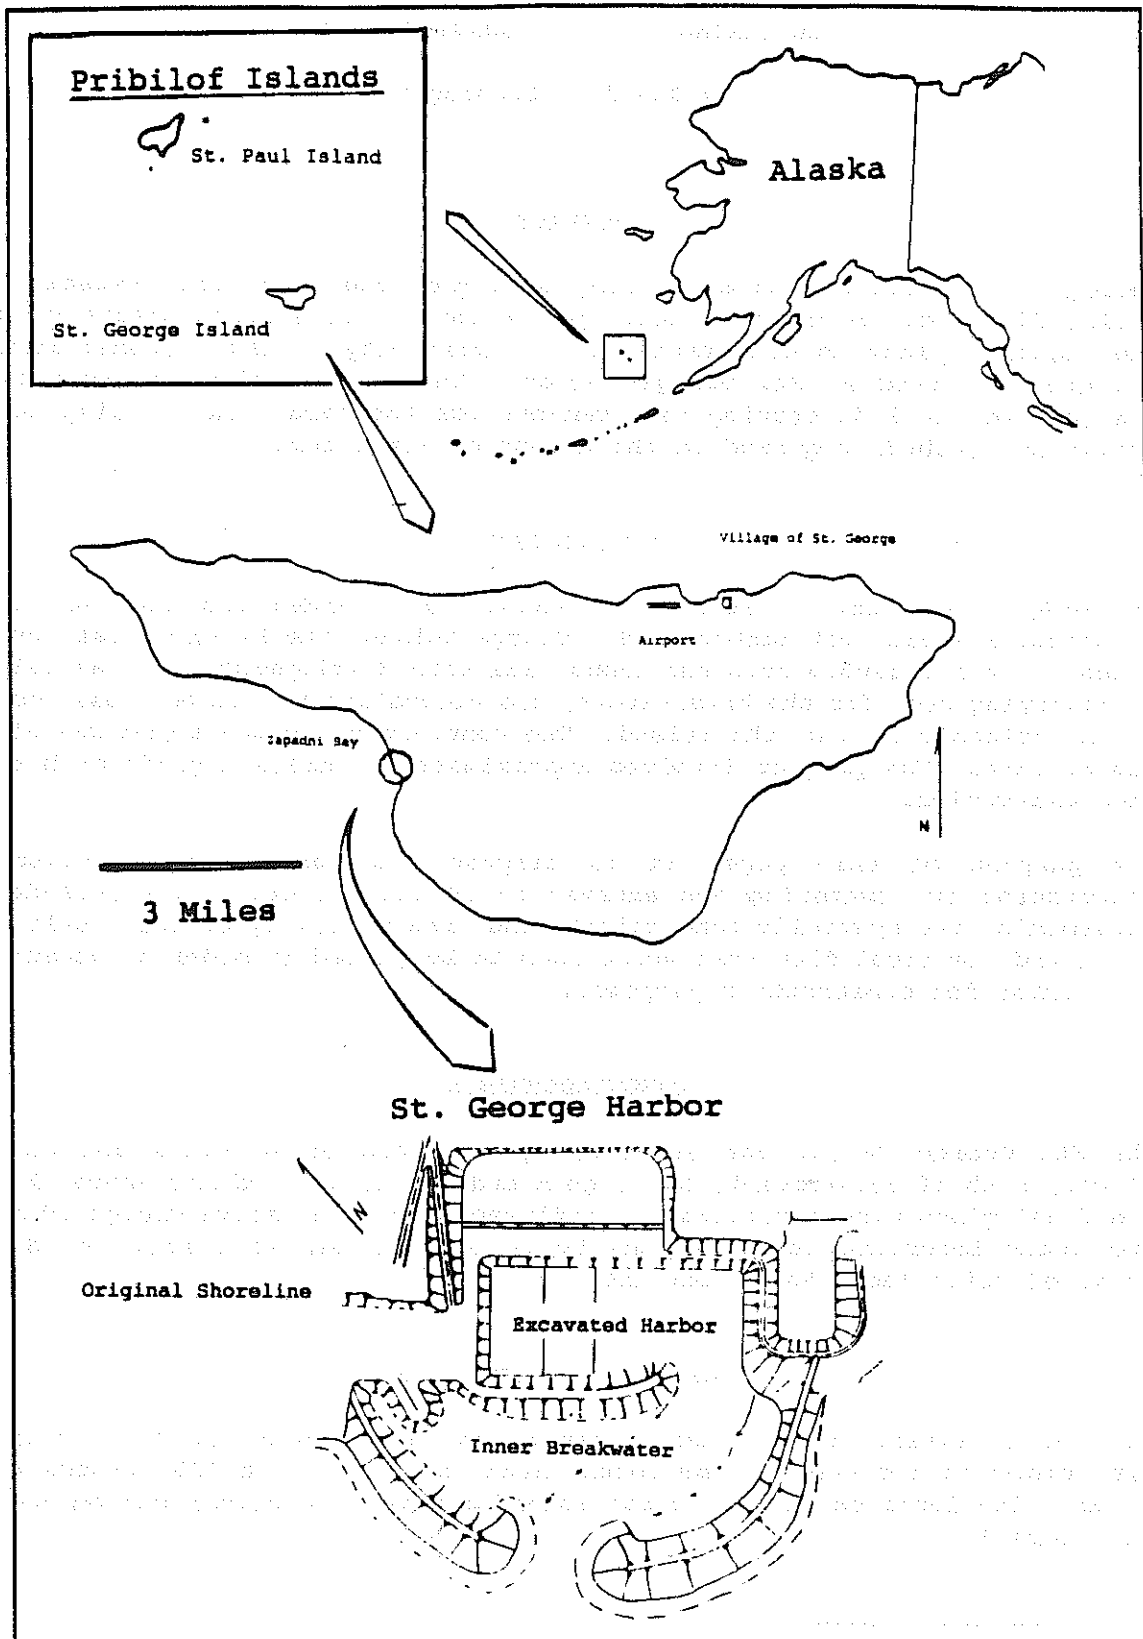 Pribilof Islands
St. Paul Island
St. George Island
Alaska
Village of St. George
Airport
Zapadni Bay
N
3 Miles
St. George Harbor
N
Original Shoreline
Excavated Harbor
Inner Breakwater